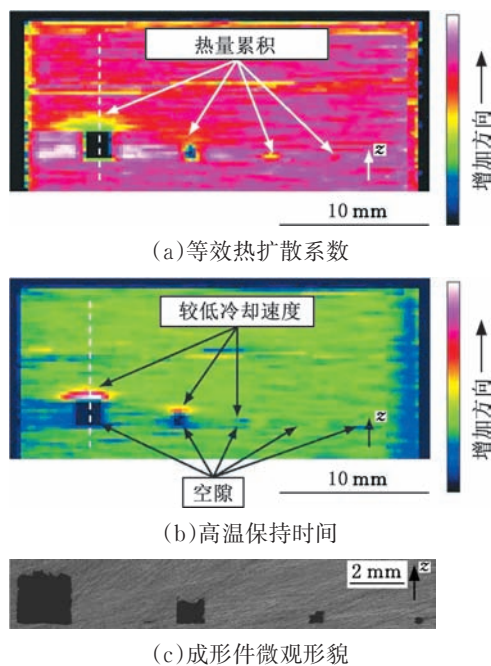 热量累积
z
增加方向
10 mm
(a)等效热扩散系数
较低冷却速度
z
增加方向
空隙
10 mm
(b)高温保持时间
2 mm
z
(c)成形件微观形貌